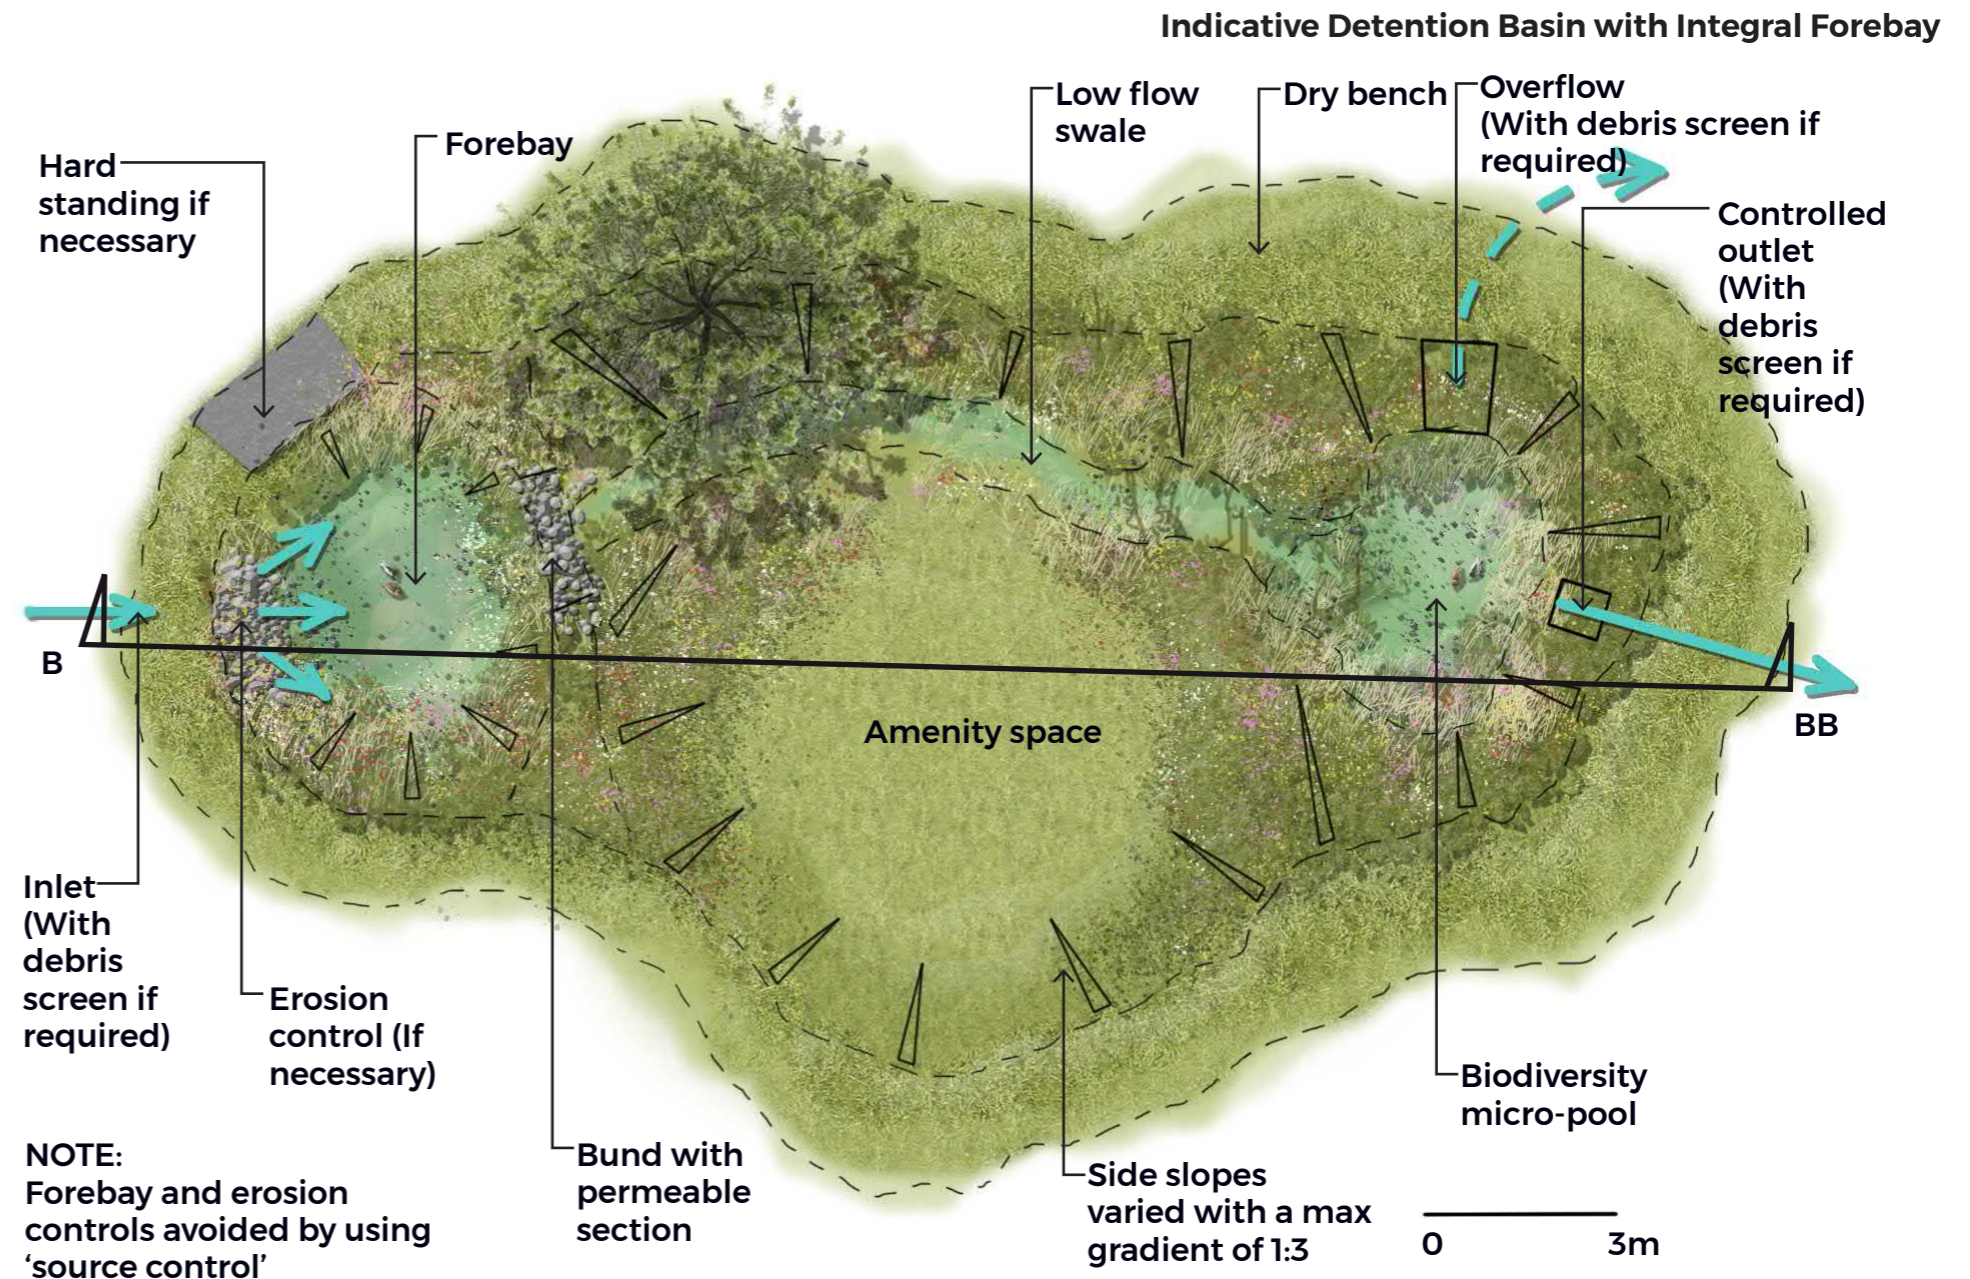 Indicative Detention Basin with Integral Forebay
Hard
standing if
necessary
Forebay
Low flow
swale
Dry bench
Overflow
(With debris screen if
required)
Controlled
outlet
(With
debris
screen if
required)
B
Amenity space
BB
Inlet
(With
debris
screen if
required)
Erosion
control (If
necessary)
Bund with
permeable
section
Side slopes
varied with a max
gradient of 1:3
Biodiversity
micro-pool
NOTE:
Forebay and erosion
controls avoided by using
‘source control’
0 3m